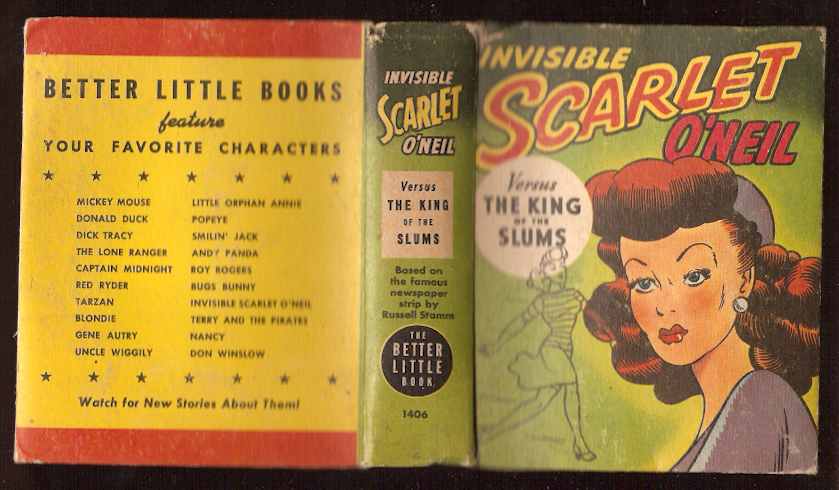 BETTER LITTLE BOOKS
feature
YOUR FAVORITE CHARACTERS
MICKEY MOUSE
DONALD DUCK
DICK TRACY
THE LONE RANGER
CAPTAIN MIDNIGHT
RED RYDER
TARZAN
BLONDIE
GENE AUTRY
UNCLE WIGGILY
LITTLE ORPHAN ANNIE
POPEYE
SMILIN' JACK
ANDY PANDA
ROY ROGERS
BUGS BUNNY
INVISIBLE SCARLET O'NEIL
TERRY AND THE PIRATES
NANCY
DON WINSLOW
Watch for New Stories About Them!
INVISIBLE
SCARLET
O'NEIL
Versus
THE KING
OF THE
SLUMS
Based on
the famous
newspaper
strip by
Russell Stamm
THE
BETTER
LITTLE
BOOK
1406
INVISIBLE
SCARLET
O'NEIL
Versus
THE KING
OF THE
SLUMS